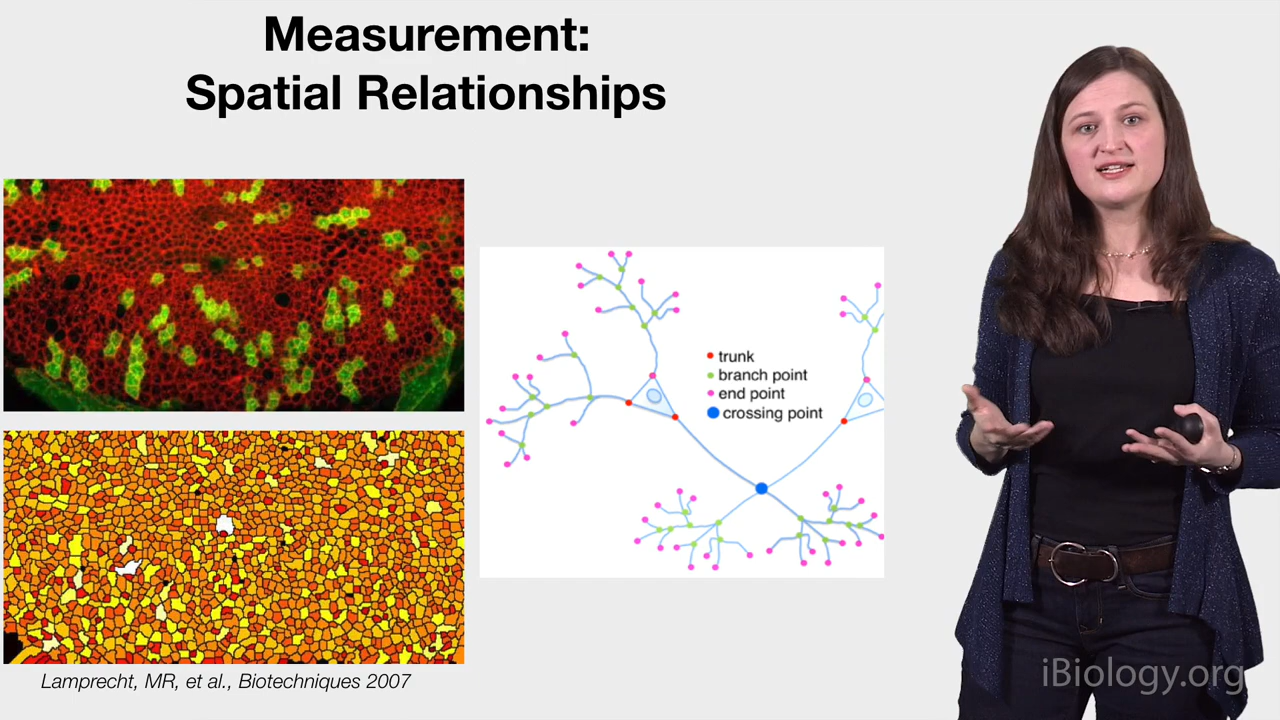 Measurement:
Spatial Relationships
trunk
branch point
end point
crossing point
Lamprecht, MR, et al., Biotechniques 2007
iBiology.org